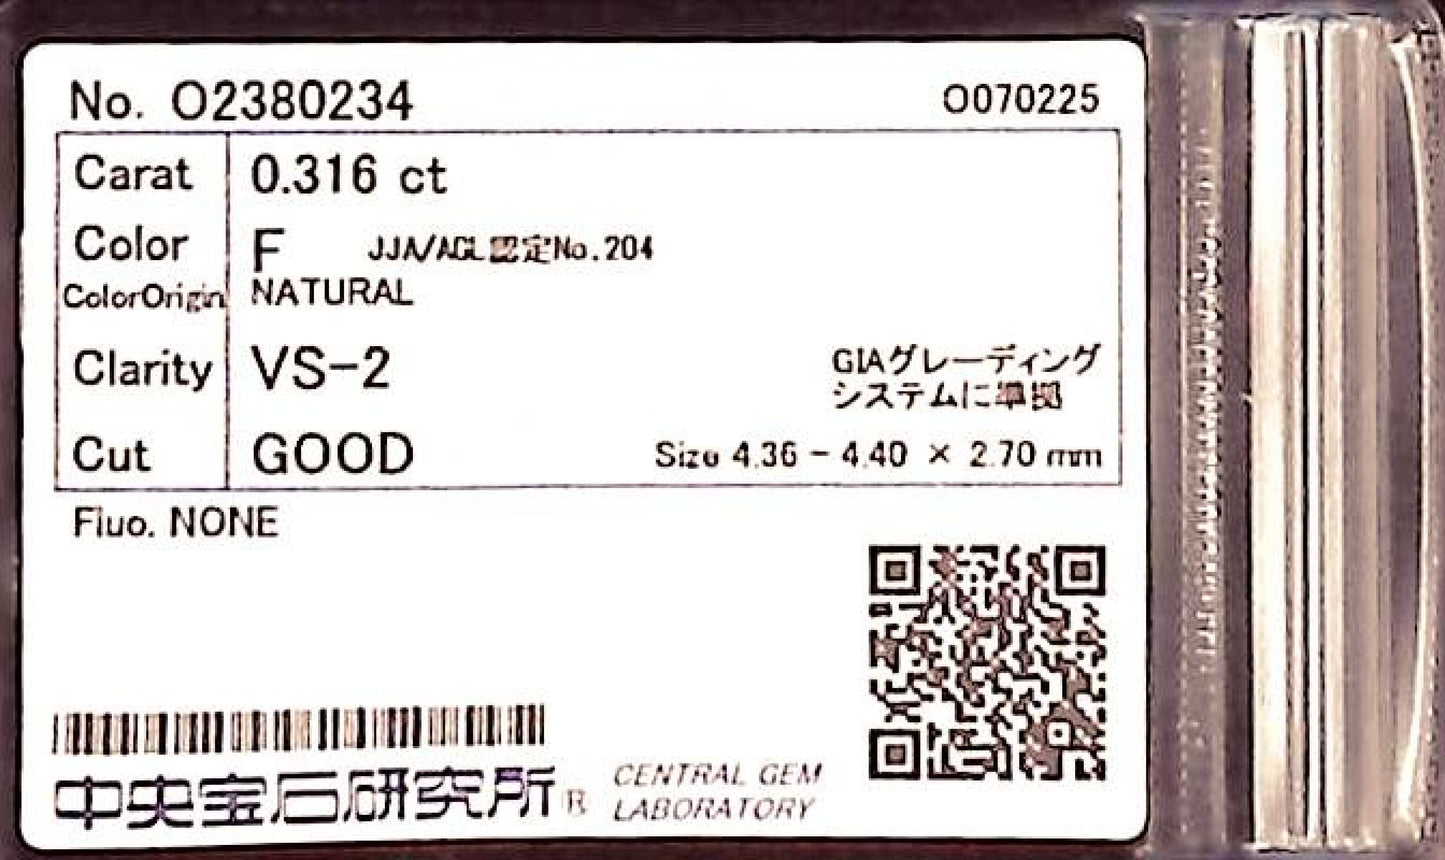 No. O2380234 O070225
Carat 0.316 ct
Color F JJA/AGL認定No.204
ColorOrigin NATURAL
Clarity VS-2 GIAグレーディング
システムに準拠
Cut GOOD Size 4.36 - 4.40 × 2.70 mm
Fluo. NONE
中央宝石研究所® CENTRAL GEM
LABORATORY